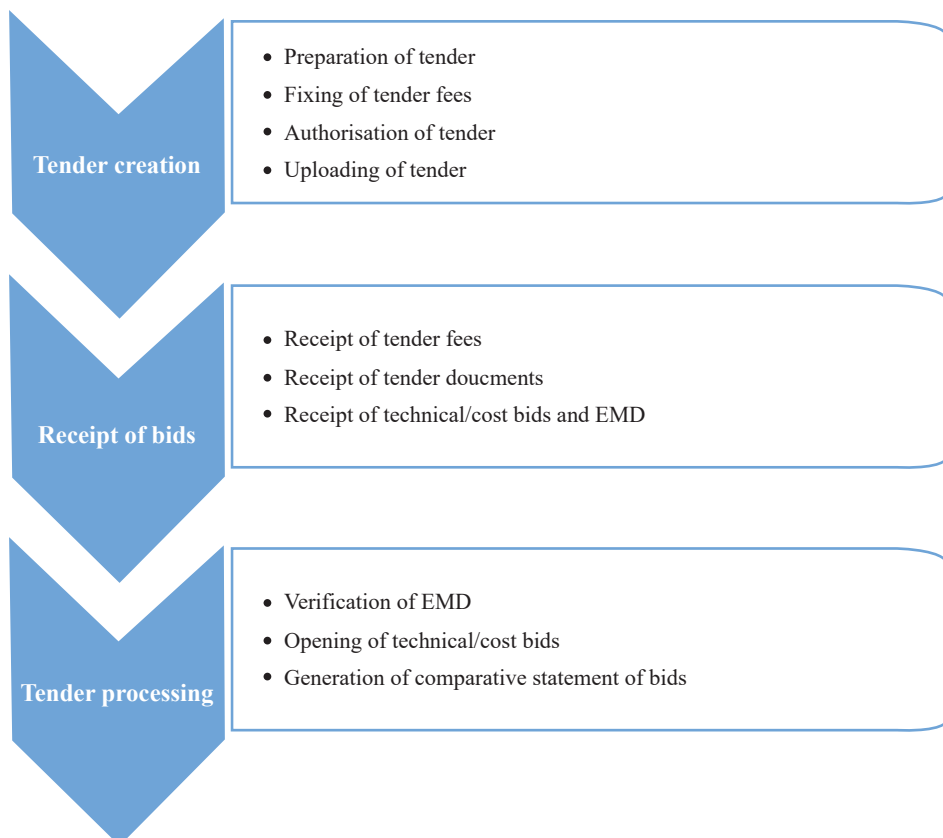 Tender creation
• Preparation of tender
• Fixing of tender fees
• Authorisation of tender
• Uploading of tender
Receipt of bids
• Receipt of tender fees
• Receipt of tender doucments
• Receipt of technical/cost bids and EMD
Tender processing
• Verification of EMD
• Opening of technical/cost bids
• Generation of comparative statement of bids